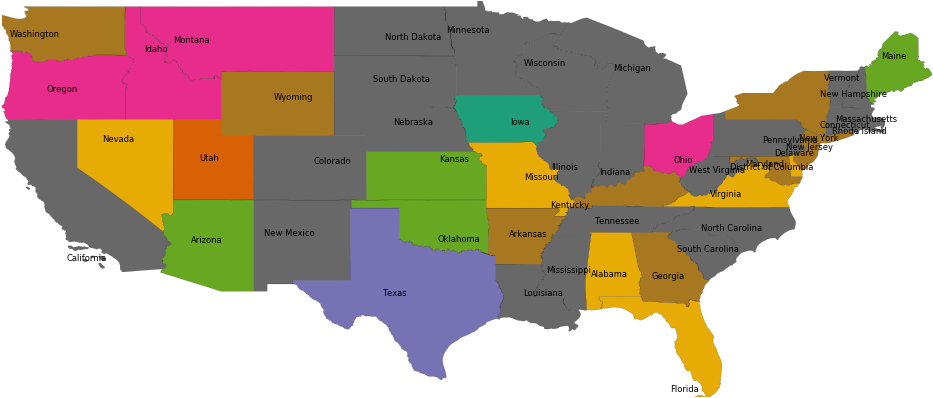 Minnesota
Washington
North Dakota
Montana
Idaho
Maine
Wisconsin
Michigan
South Dakota
Vermont
Oregon
Wyoming
New Hampshire
Nebraska
Iowa
Massachusetts
Connecticut
Rhode Island
Nevada
Pennsylvania
New York
New Jersey
Utah
Colorado
Kansas
Ohio
Delaware
Maryland
District of Columbia
Illinois
Indiana
West Virginia
Missouri
Virginia
Kentucky
Tennessee
North Carolina
New Mexico
Arizona
Oklahoma
Arkansas
South Carolina
California
Mississippi
Alabama
Georgia
Texas
Louisiana
Florida